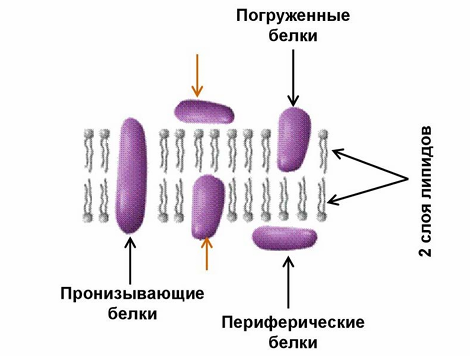 Погруженные
белки
2 слоя липидов
Пронизывающие
белки
Периферические
белки